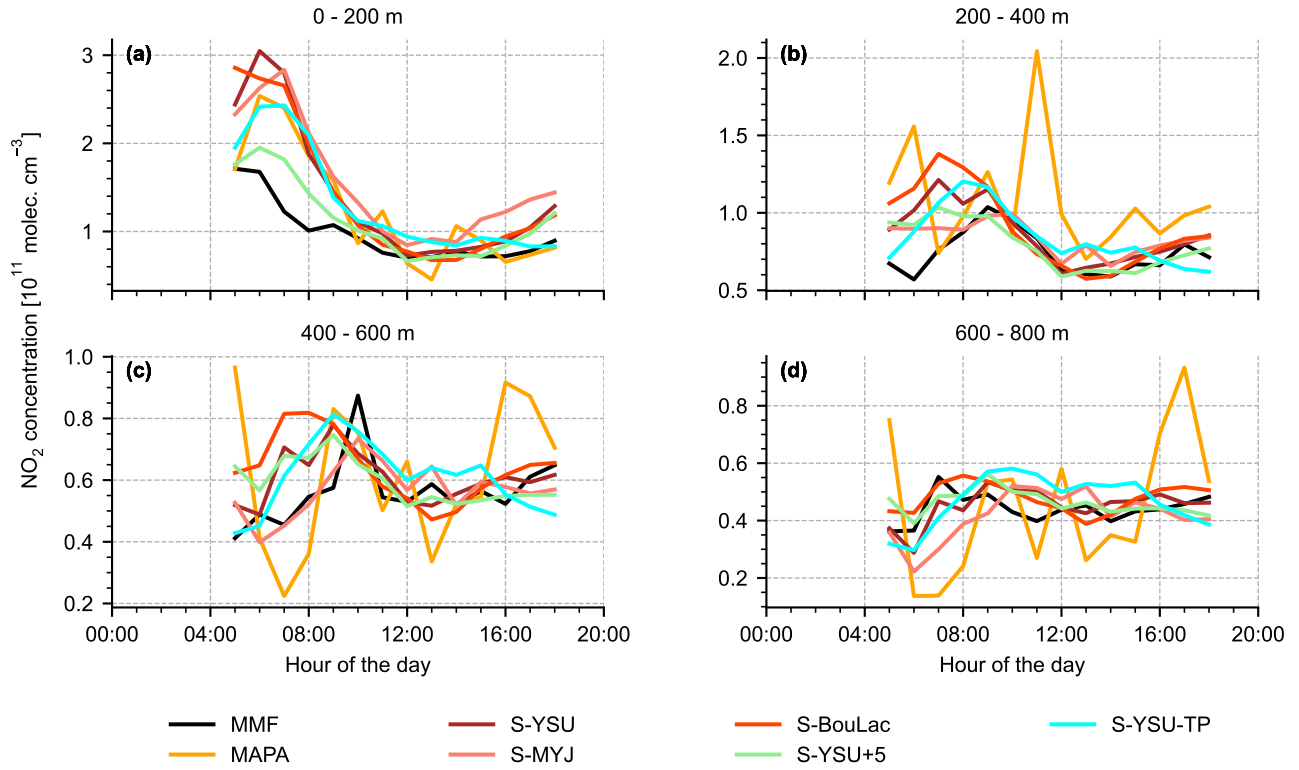 0 - 200 m
200 - 400 m
(a)
(b)
3
2
1
2.0
1.5
1.0
0.5
NO₂ concentration [10¹¹ molec. cm⁻³]
400 - 600 m
600 - 800 m
(c)
(d)
1.0
0.8
0.6
0.4
0.2
0.8
0.6
0.4
0.2
00:00 04:00 08:00 12:00 16:00 20:00
00:00 04:00 08:00 12:00 16:00 20:00
Hour of the day
Hour of the day
MMF S-YSU S-BouLac S-YSU-TP
MAPA S-MYJ S-YSU+5